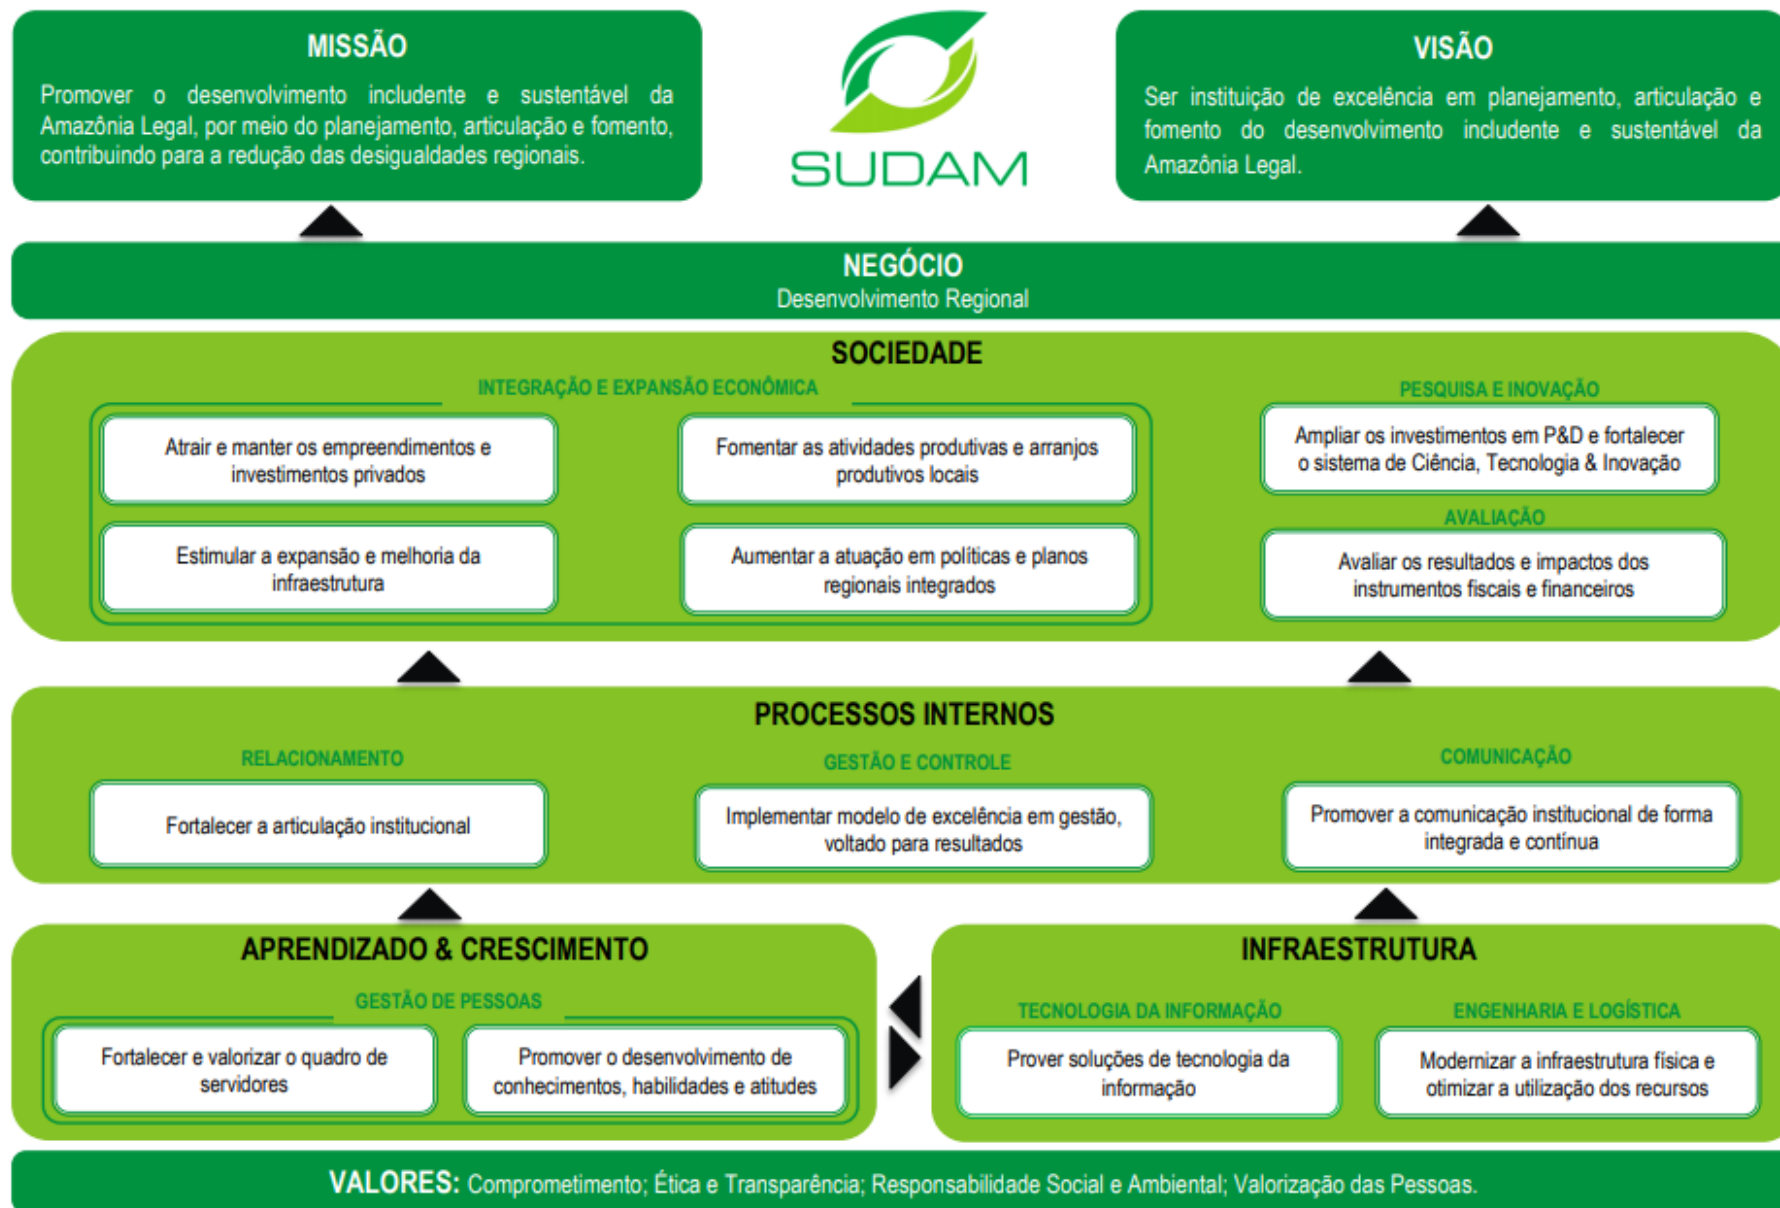 MISSÃO
Promover o desenvolvimento includente e sustentável da
Amazônia Legal, por meio do planejamento, articulação e fomento,
contribuindo para a redução das desigualdades regionais.
SUDAM
VISÃO
Ser instituição de excelência em planejamento, articulação e
fomento do desenvolvimento includente e sustentável da
Amazônia Legal.
NEGÓCIO
Desenvolvimento Regional
SOCIEDADE
INTEGRAÇÃO E EXPANSÃO ECONÔMICA
Atrair e manter os empreendimentos e
investimentos privados
Fomentar as atividades produtivas e arranjos
produtivos locais
Estimular a expansão e melhoria da
infraestrutura
Aumentar a atuação em políticas e planos
regionais integrados
PESQUISA E INOVAÇÃO
Ampliar os investimentos em P&D e fortalecer
o sistema de Ciência, Tecnologia & Inovação
AVALIAÇÃO
Avaliar os resultados e impactos dos
instrumentos fiscais e financeiros
PROCESSOS INTERNOS
RELACIONAMENTO
Fortalecer a articulação institucional
GESTÃO E CONTROLE
Implementar modelo de excelência em gestão,
voltado para resultados
COMUNICAÇÃO
Promover a comunicação institucional de forma
integrada e contínua
APRENDIZADO & CRESCIMENTO
GESTÃO DE PESSOAS
Fortalecer e valorizar o quadro de
servidores
Promover o desenvolvimento de
conhecimentos, habilidades e atitudes
INFRAESTRUTURA
TECNOLOGIA DA INFORMAÇÃO
Prover soluções de tecnologia da
informação
ENGENHARIA E LOGÍSTICA
Modernizar a infraestrutura física e
otimizar a utilização dos recursos
VALORES: Comprometimento; Ética e Transparência; Responsabilidade Social e Ambiental; Valorização das Pessoas.